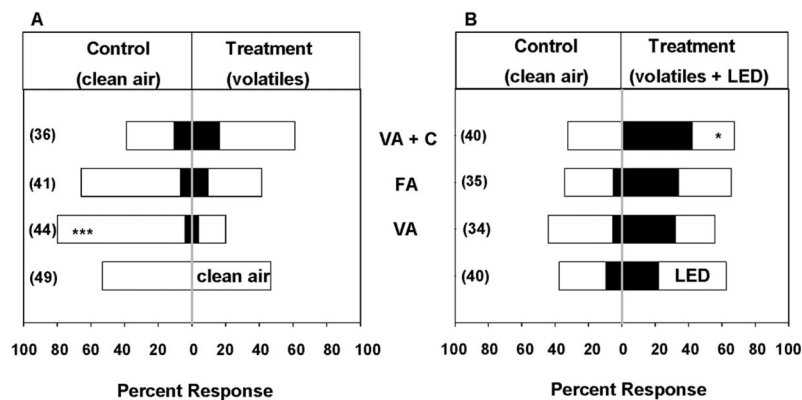 A
B
Control Treatment
(clean air) (volatiles)
Control Treatment
(clean air) (volatiles + LED)
(36) VA + C (40) *
(41) FA (35)
(44) *** VA (34)
(49) clean air (40) LED
100 80 60 40 20 0 20 40 60 80 100
100 80 60 40 20 0 20 40 60 80 100
Percent Response
Percent Response